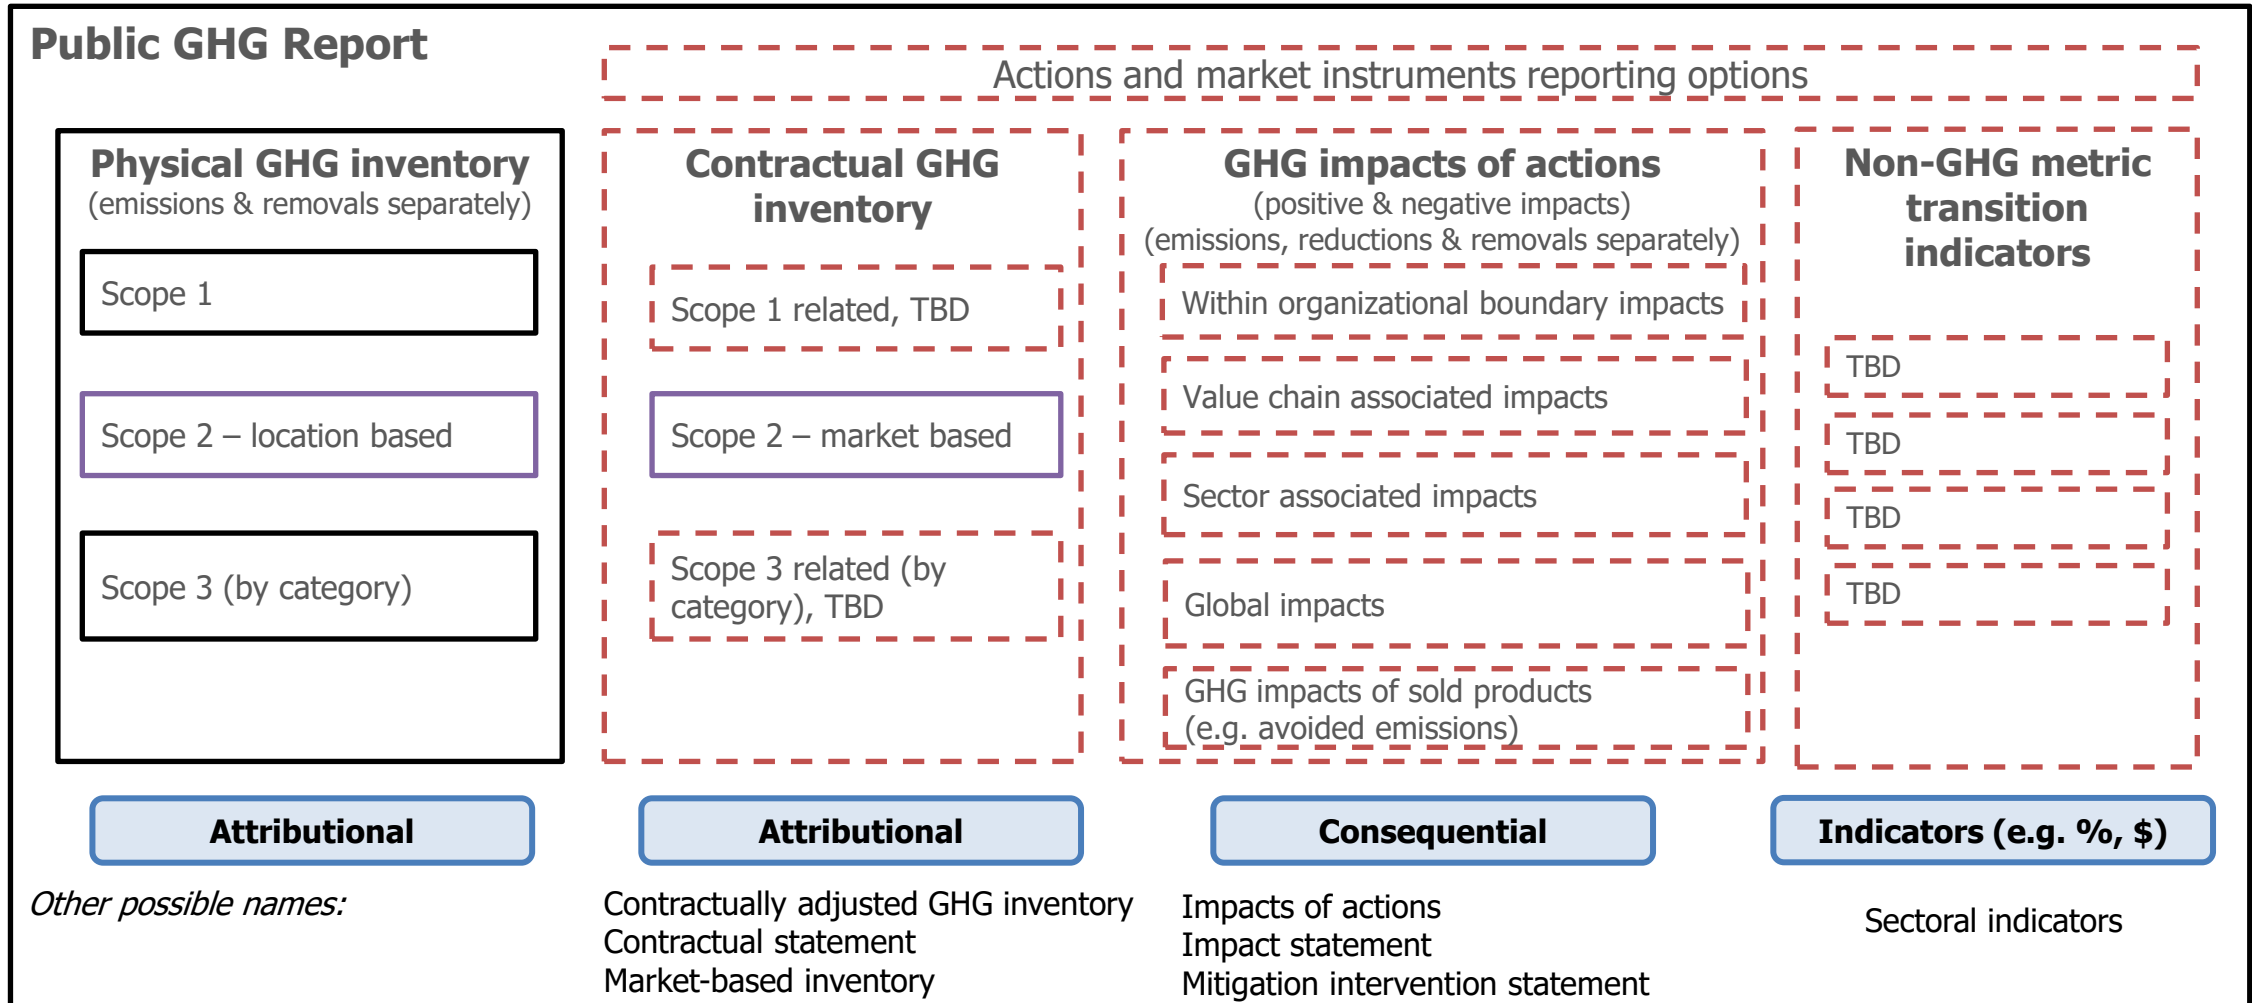 Public GHG Report
Actions and market instruments reporting options
Physical GHG inventory
(emissions & removals separately)
Scope 1
Scope 2 – location based
Scope 3 (by category)
Contractual GHG
inventory
Scope 1 related, TBD
Scope 2 – market based
Scope 3 related (by
category), TBD
GHG impacts of actions
(positive & negative impacts)
(emissions, reductions & removals separately)
Within organizational boundary impacts
Value chain associated impacts
Sector associated impacts
Global impacts
GHG impacts of sold products
(e.g. avoided emissions)
Non-GHG metric
transition
indicators
TBD
TBD
TBD
TBD
Attributional
Attributional
Consequential
Indicators (e.g. %, $)
Other possible names:
Contractually adjusted GHG inventory
Contractual statement
Market-based inventory
Impacts of actions
Impact statement
Mitigation intervention statement
Sectoral indicators